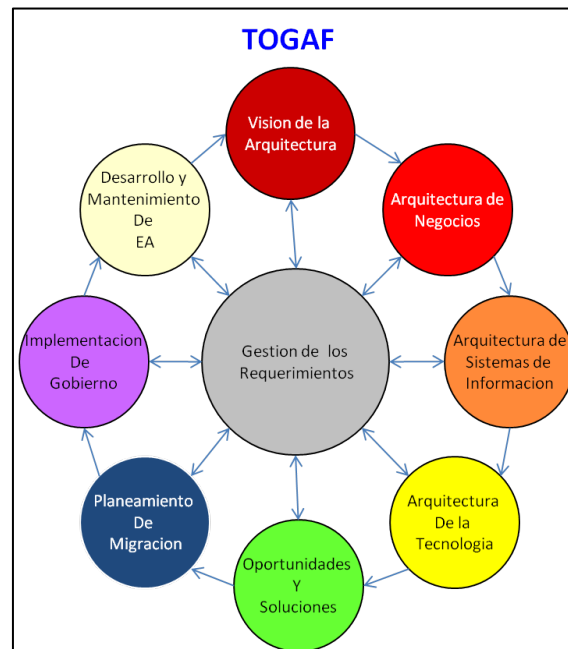 TOGAF
Vision de la
Arquitectura
Arquitectura de
Negocios
Arquitectura de
Sistemas de
Informacion
Arquitectura
De la
Tecnologia
Oportunidades
Y
Soluciones
Planeamiento
De
Migracion
Implementacion
De
Gobierno
Desarrollo y
Mantenimiento
De
EA
Gestion de los
Requerimientos